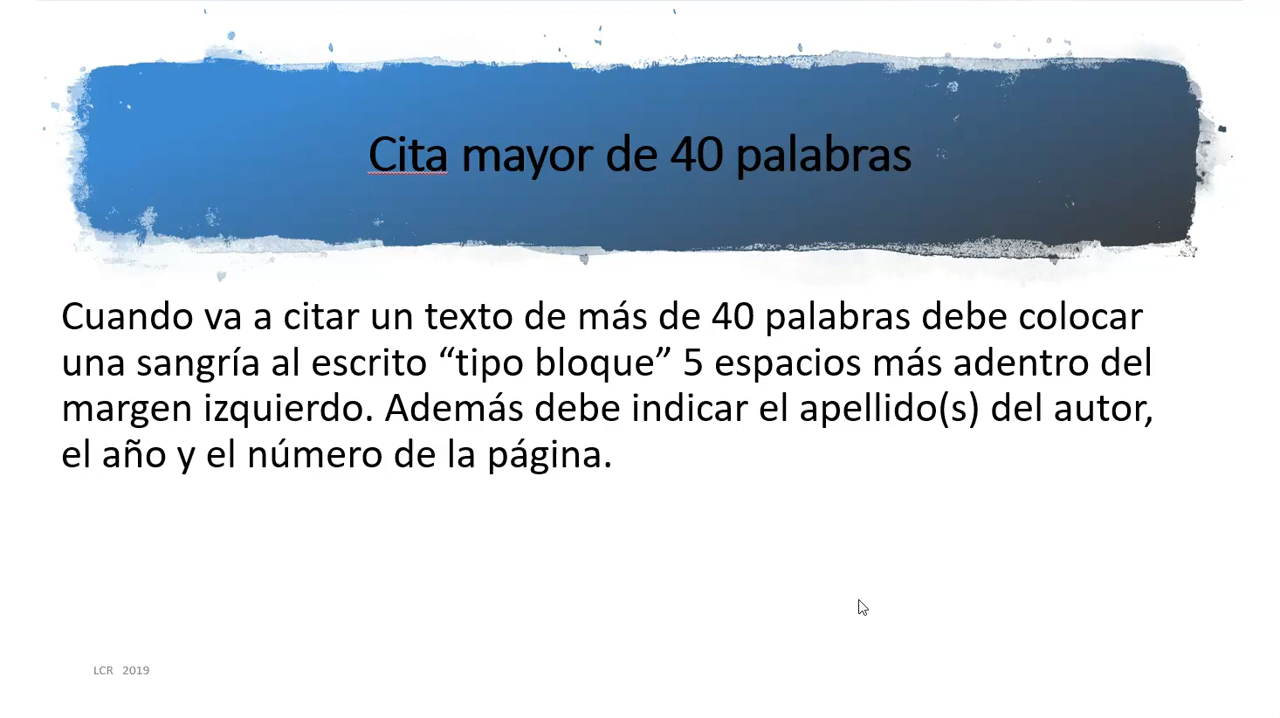 Cita mayor de 40 palabras
Cuando va a citar un texto de más de 40 palabras debe colocar
una sangría al escrito “tipo bloque” 5 espacios más adentro del
margen izquierdo. Además debe indicar el apellido(s) del autor,
el año y el número de la página.
LCR 2019